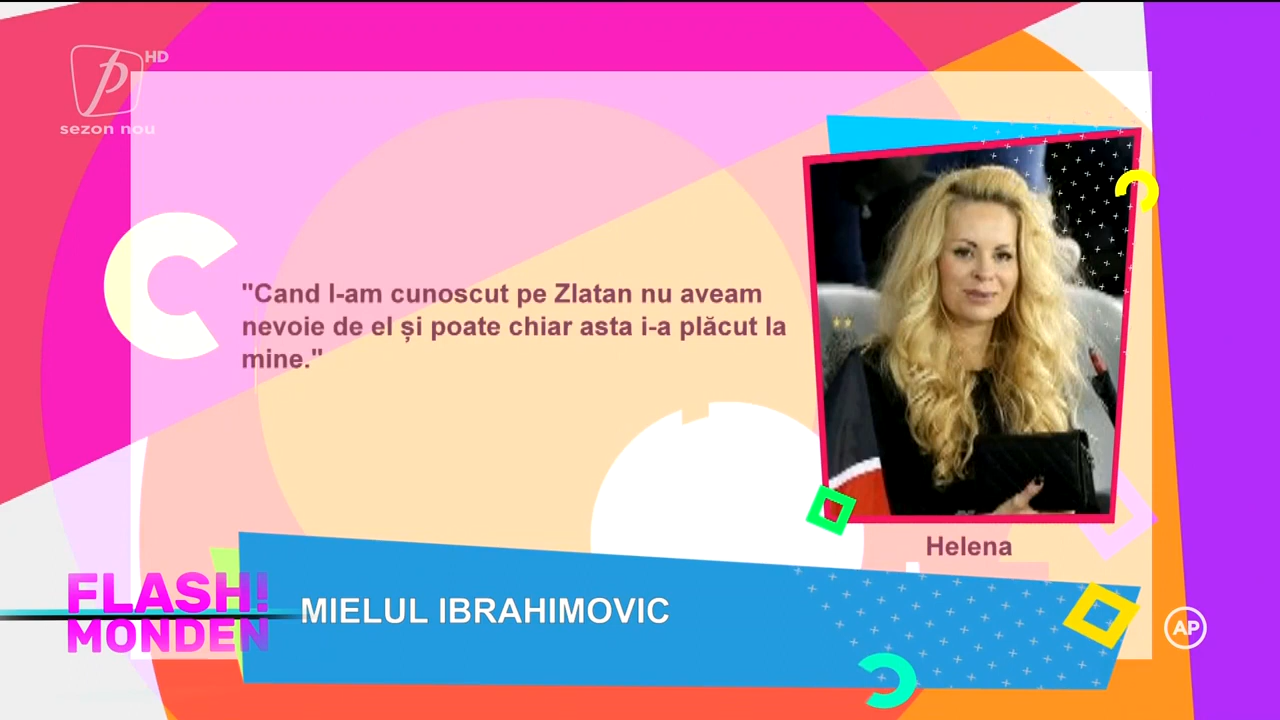 HD
sezon nou
"Cand l-am cunoscut pe Zlatan nu aveam
nevoie de el și poate chiar asta i-a plăcut la
mine."
Helena
FLASH!
MONDEN
MIELUL IBRAHIMOVIC
AP